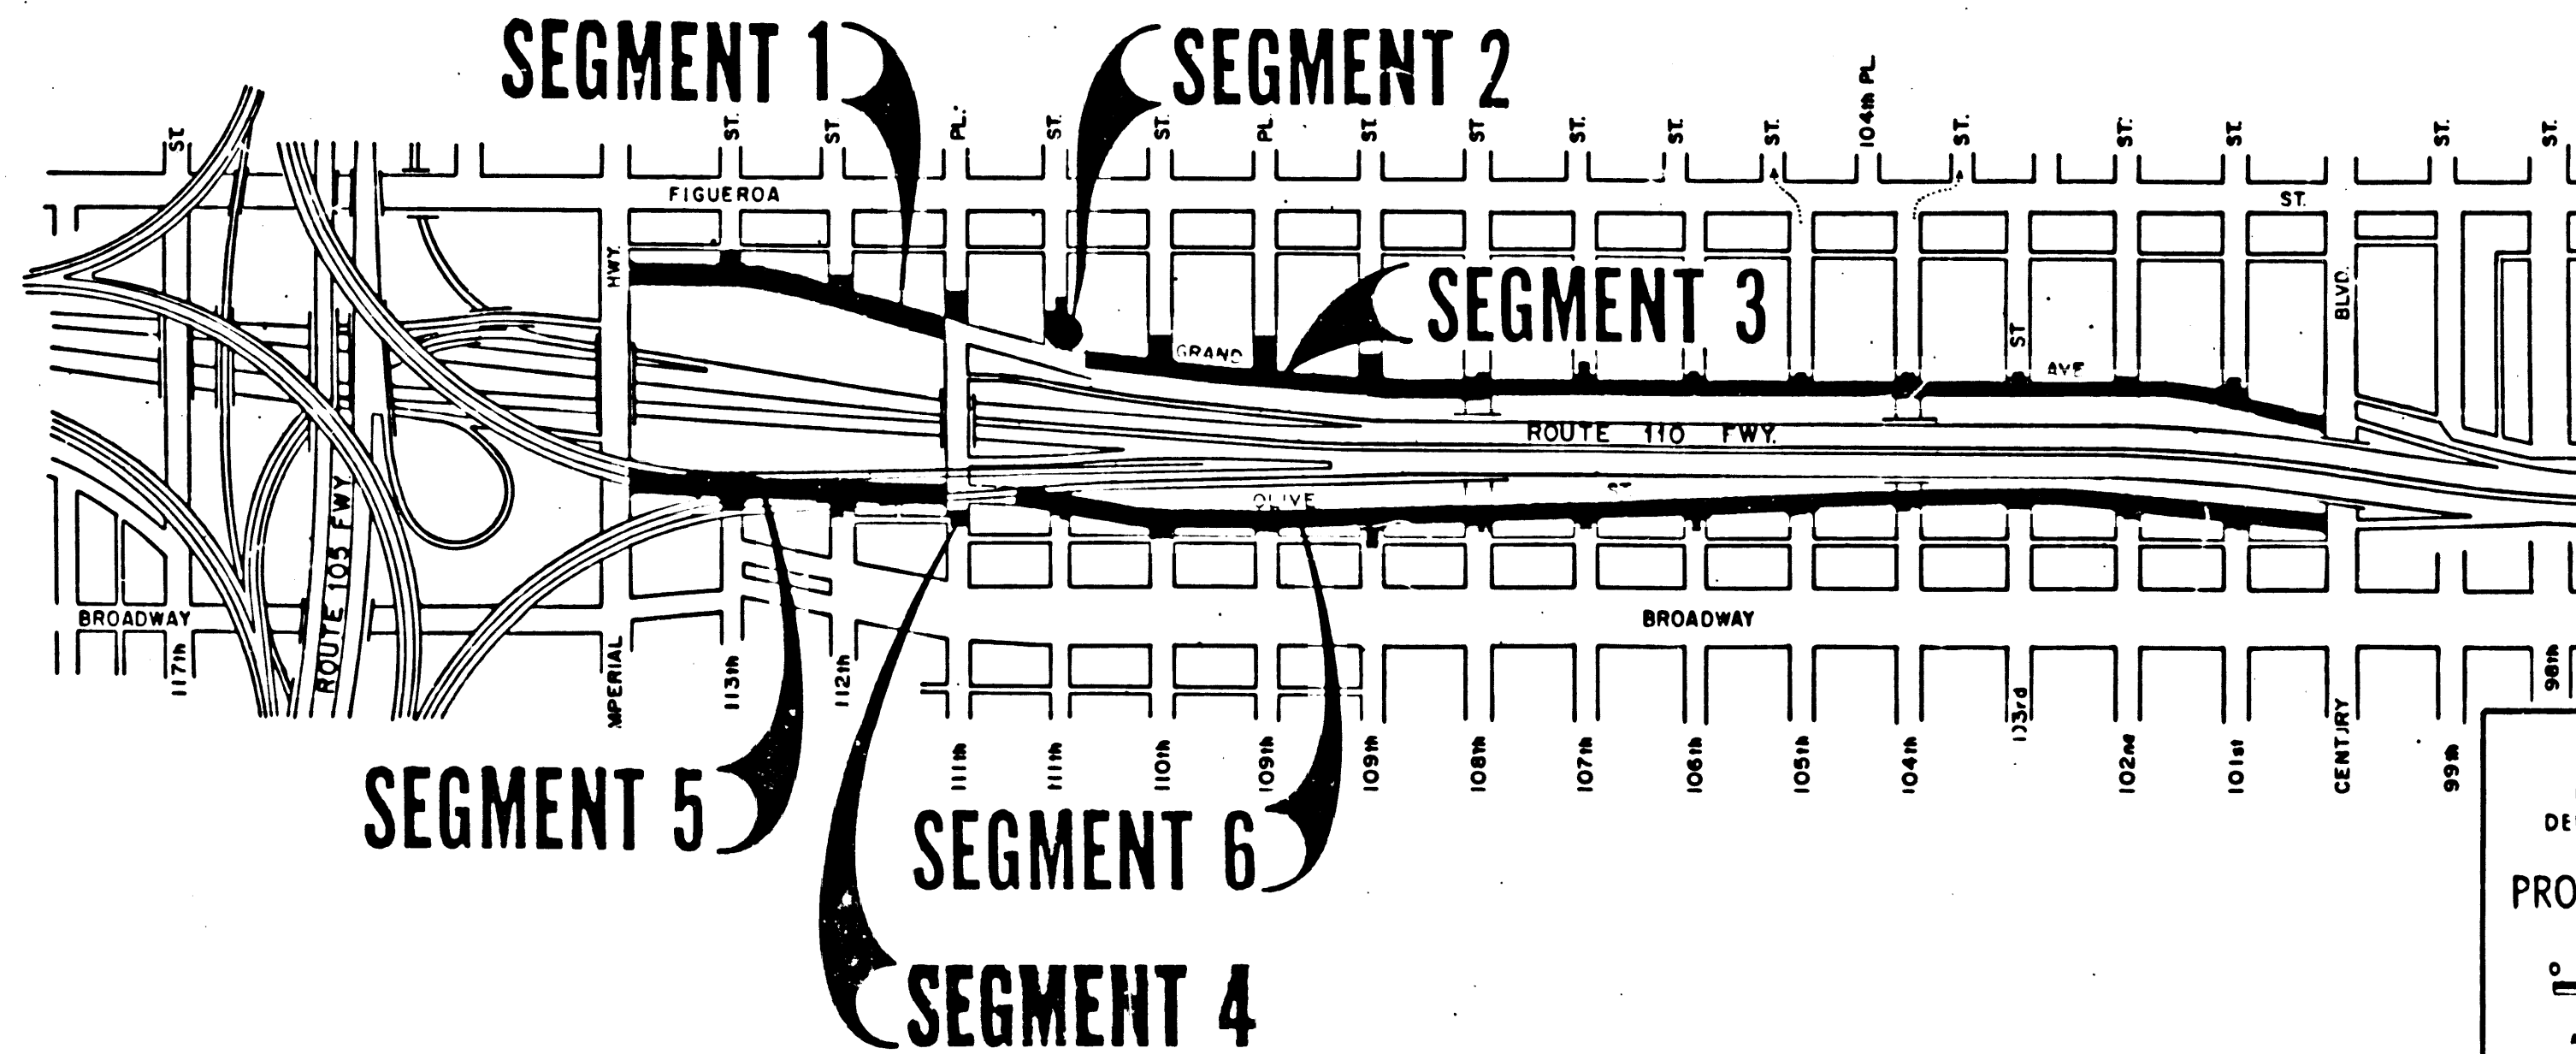 SEGMENT 1
SEGMENT 2
ST.
ST.
ST
PL.
ST.
ST.
PL
ST
ST.
ST.
ST.
ST.
104th PL.
ST.
ST.
ST.
ST.
ST.
FIGUEROA
ST.
HWY.
SEGMENT 3
BLVD.
ST
GRAND
AVE
ROUTE 110 FWY.
OLIVE
ST
ROUTE 105 FWY
BROADWAY
BROADWAY
117th
IMPERIAL
113th
112th
111th
111th
110th
109th
109th
108th
107th
106th
105th
104th
103rd
102nd
101st
CENTURY
99th
98th
SEGMENT 5
SEGMENT 6
SEGMENT 4
DE
PRO
0